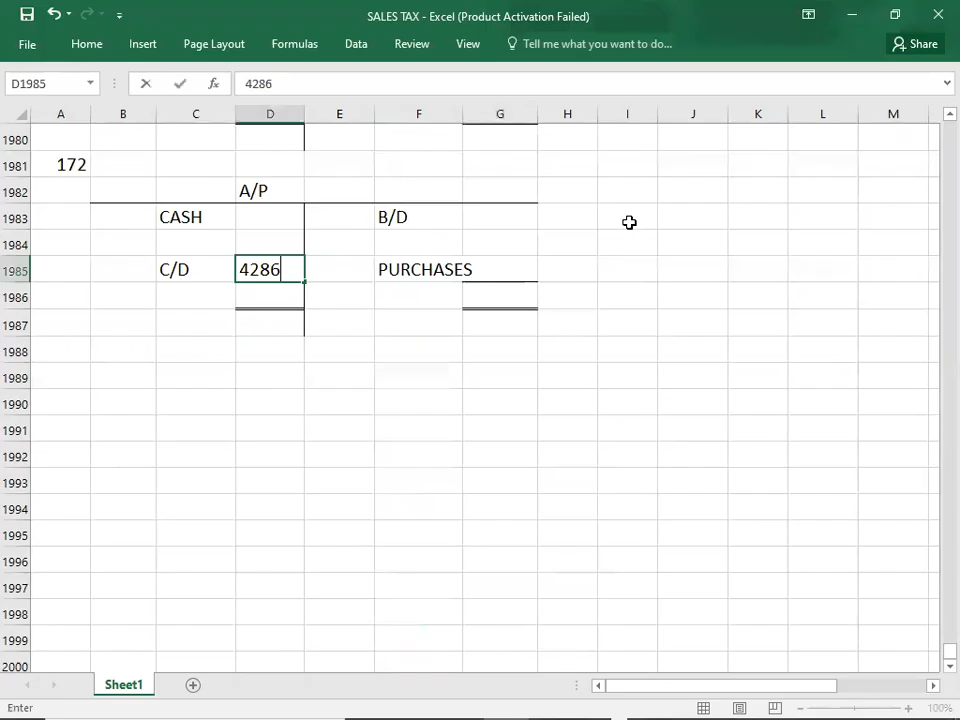 SALES TAX - Excel (Product Activation Failed)
File Home Insert Page Layout Formulas Data Review View Tell me what you want to do... Share
D1985 fx 4286
A B C D E F G H I J K L M
1980
1981 172
1982 A/P
1983 CASH B/D
1984
1985 C/D 4286 PURCHASES
1986
1987
1988
1989
1990
1991
1992
1993
1994
1995
1996
1997
1998
1999
2000
Sheet1
Enter 100%